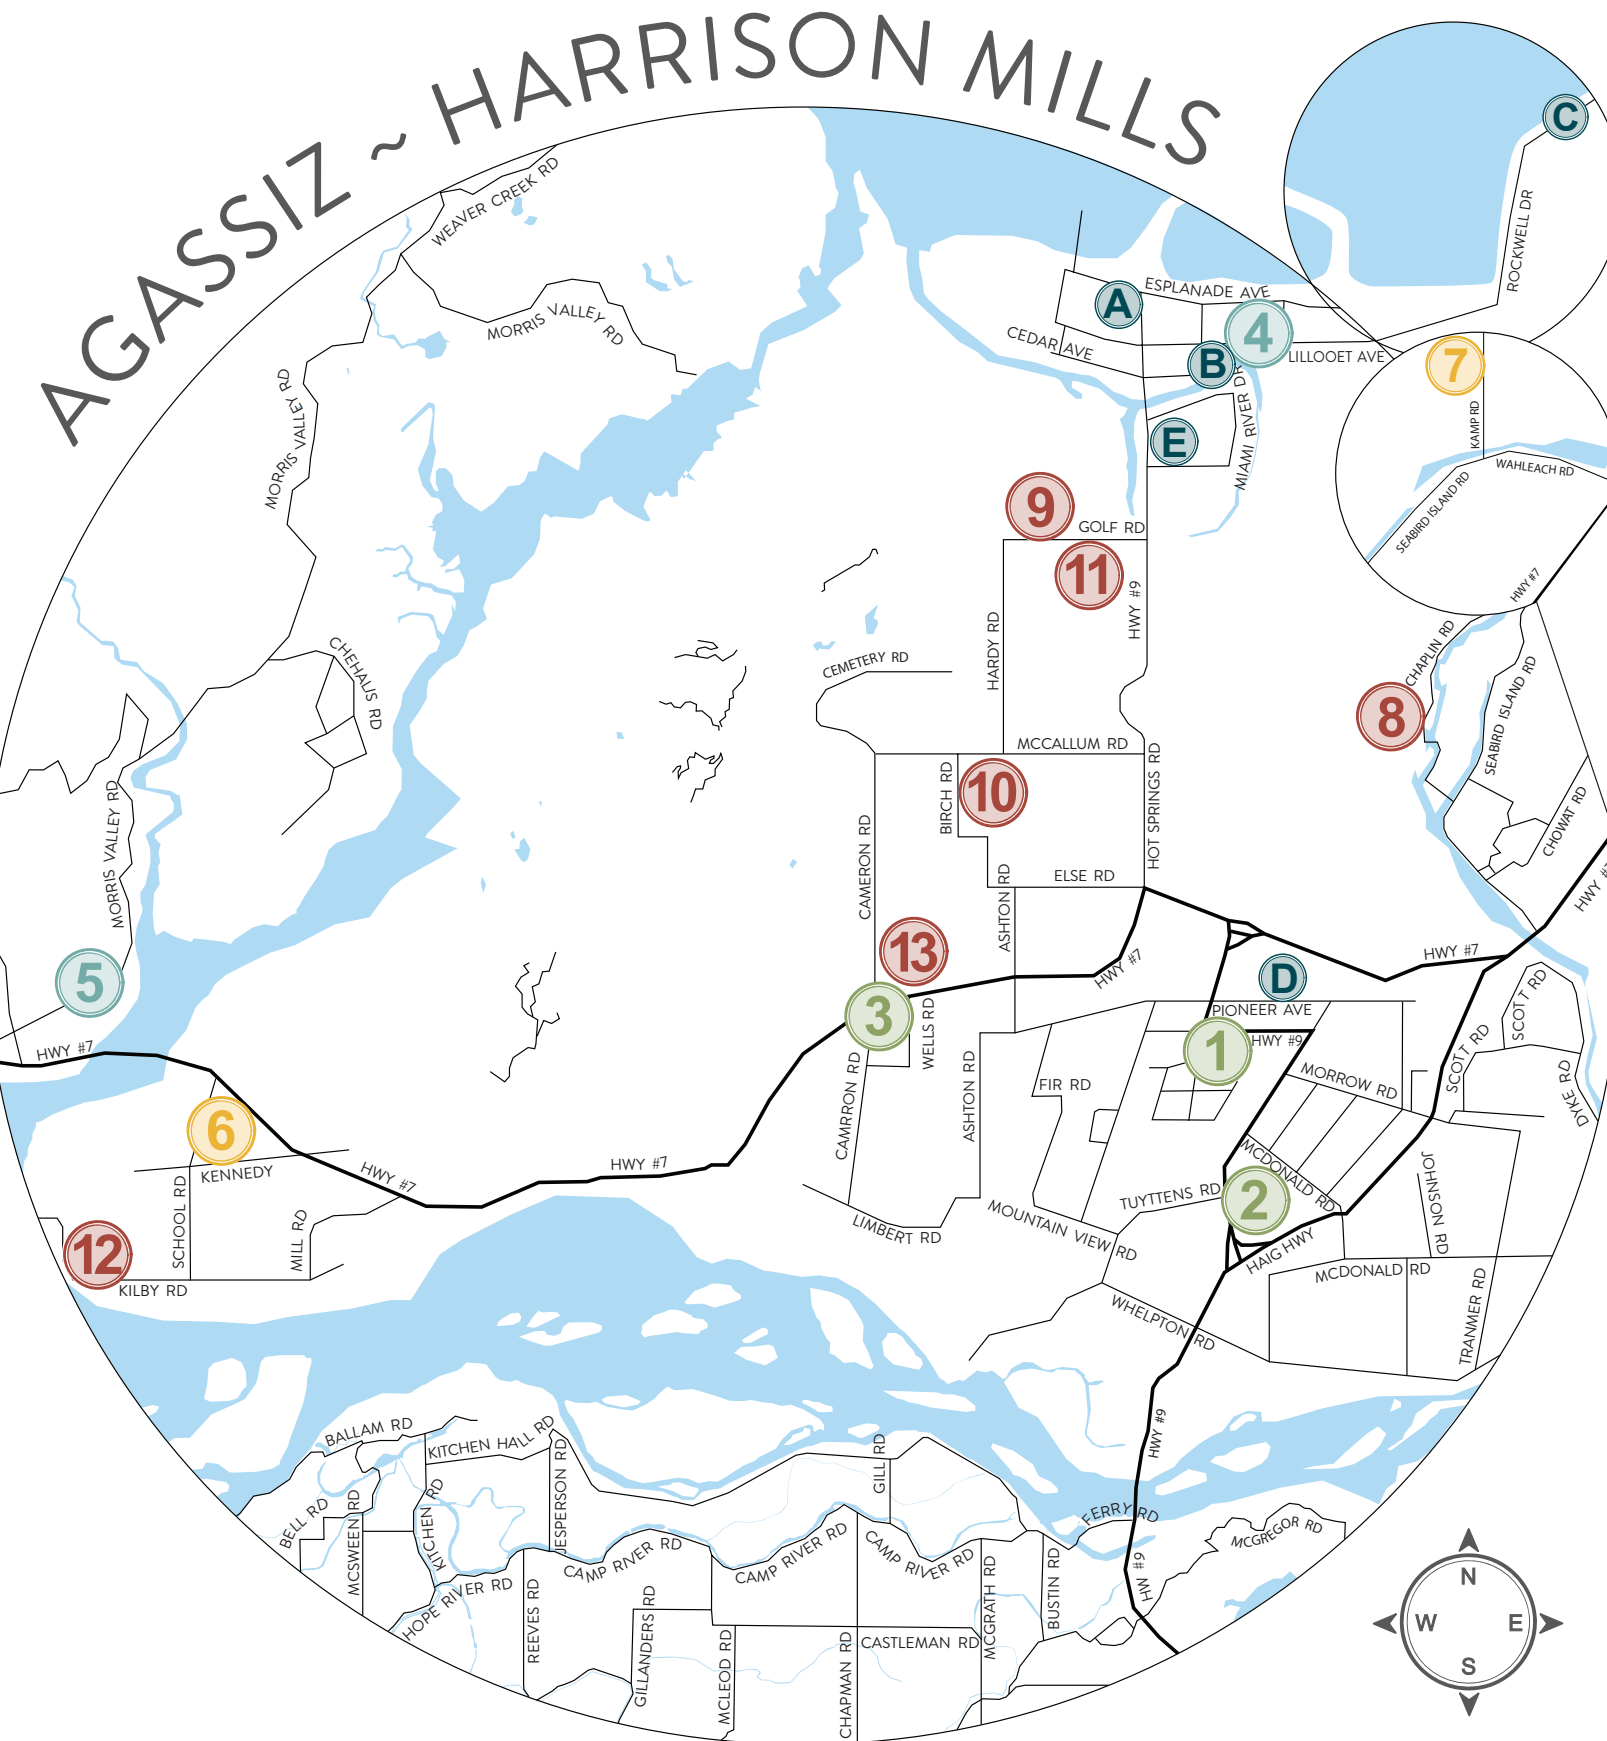 AGASSIZ ~ HARRISON MILLS
C
ROCKWELL DR
WEAVER CREEK RD
MORRIS VALLEY RD
A
ESPLANADE AVE
4
CEDAR AVE
B
LILLOOET AVE
MIAMI RIVER DR
E
7
KAMP RD
WAHLEACH RD
SEABIRD ISLAND RD
HWY #7
MORRIS VALLEY RD
9
GOLF RD
11
HWY #9
HARDY RD
CHEHALIS RD
CEMETERY RD
CHAPLIN RD
8
SEABIRD ISLAND RD
CHOWAT RD
HWY #7
MCCALLUM RD
BIRCH RD
10
HOT SPRINGS RD
CAMERON RD
ELSE RD
ASHTON RD
MORRIS VALLEY RD
5
HWY #7
13
3
WELLS RD
HWY #7
HWY #7
D
PIONEER AVE
1
HWY #9
SCOTT RD
SCOTT RD
DYKE RD
MORROW RD
FIR RD
ASHTON RD
CAMRRON RD
6
KENNEDY
HWY #7
HWY #7
SCHOOL RD
MILL RD
12
KILBY RD
LIMBERT RD
MOUNTAIN VIEW RD
TUYTTENS RD
2
MCDONALD RD
HAIG HWY
JOHNSON RD
MCDONALD RD
TRANMER RD
WHELPTON RD
HWY #9
BALLAM RD
KITCHEN HALL RD
JESPERSON RD
GILL RD
BELL RD
MCSWEEN RD
KITCHEN RD
HOPE RIVER RD
CAMP RIVER RD
CAMP RIVER RD
CAMP RIVER RD
FERRY RD
MCGREGOR RD
HW #9
REEVES RD
GILLANDERS RD
MCLEOD RD
CHAPMAN RD
CASTLEMAN RD
MCGRATH RD
BUSTIN RD
N
W E
S